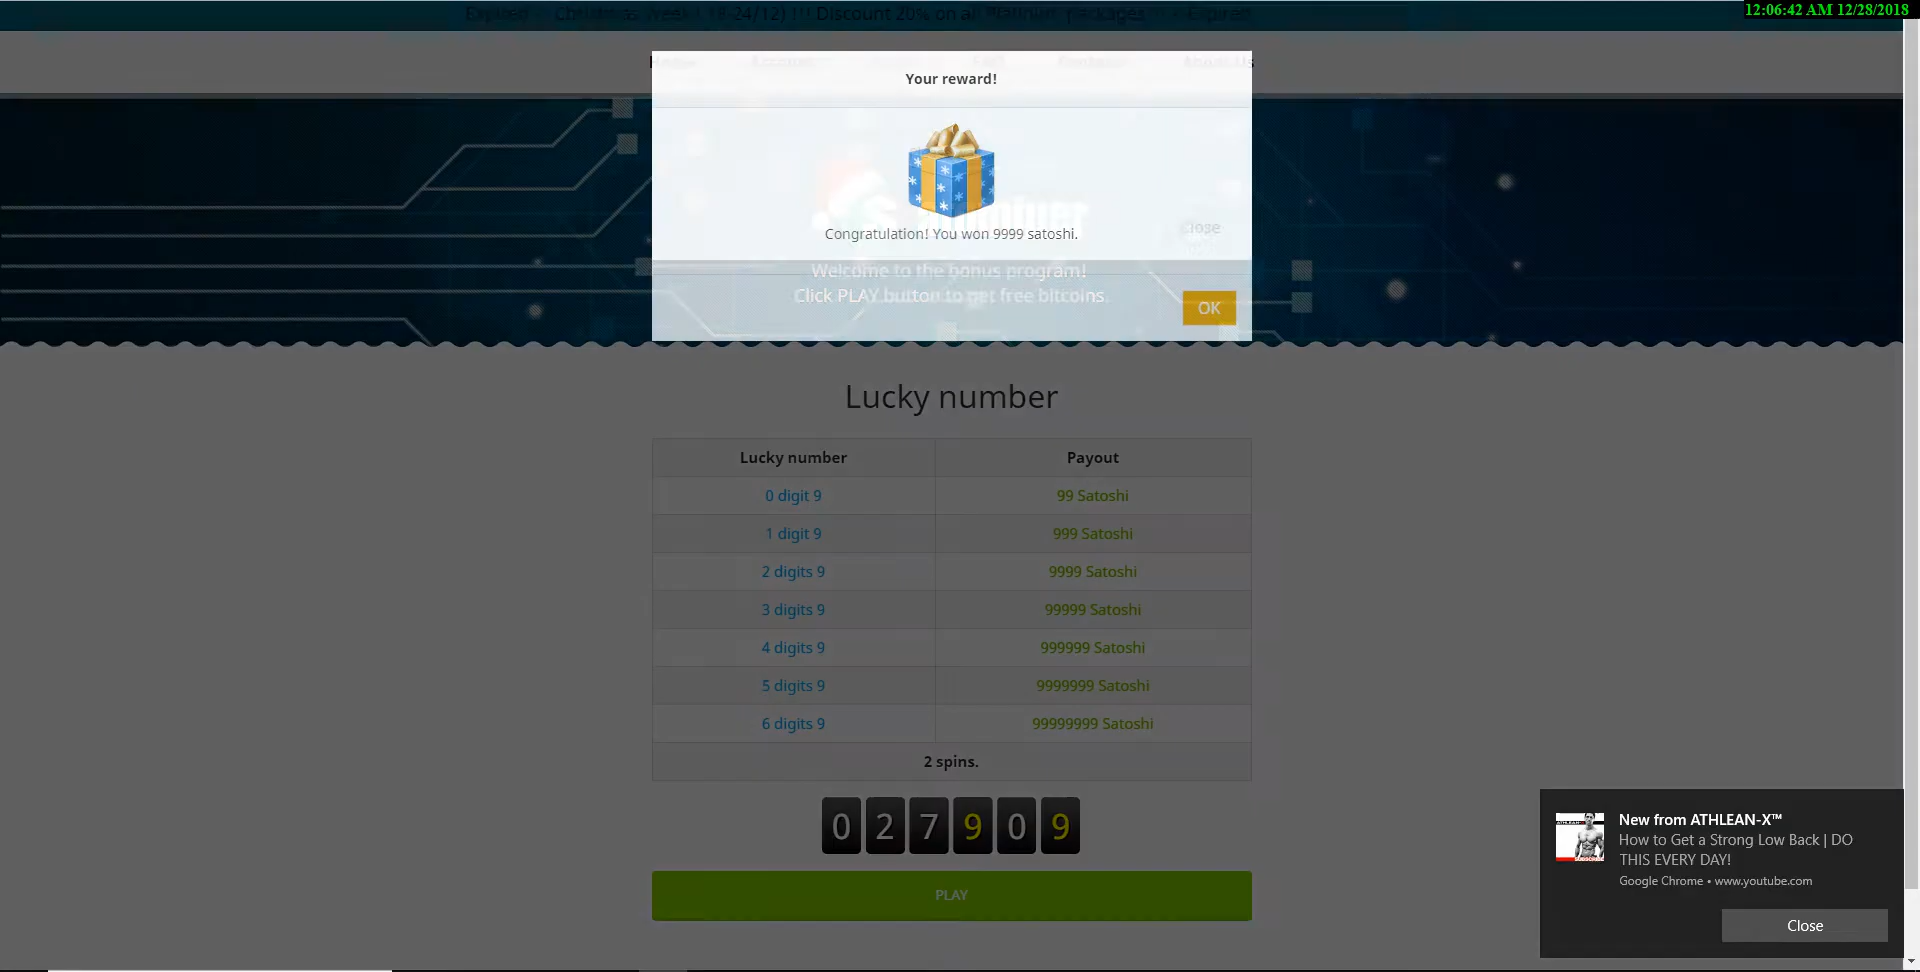 12:06:42 AM 12/28/2018
Your reward!
Congratulation! You won 9999 satoshi.
Close
Welcome to the bonus program!
Click PLAY button to get free bitcoins.
OK
Lucky number
Lucky number Payout
0 digit 9 99 Satoshi
1 digit 9 999 Satoshi
2 digits 9 9999 Satoshi
3 digits 9 99999 Satoshi
4 digits 9 999999 Satoshi
5 digits 9 9999999 Satoshi
6 digits 9 99999999 Satoshi
2 spins.
0 2 7 9 0 9
PLAY
New from ATHLEAN-X™
How to Get a Strong Low Back | DO
THIS EVERY DAY!
Google Chrome • www.youtube.com
Close